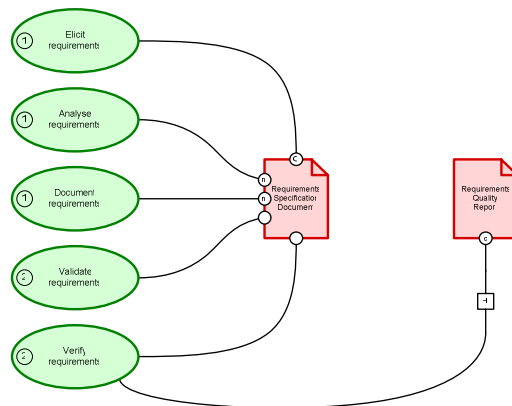 1
Elicit
requirements
1
Analyse
requirements
1
Document
requirements
2
Validate
requirements
2
Verify
requirements
C
n
n
Requirements
Specification
Document
Requirements
Quality
Repor
c